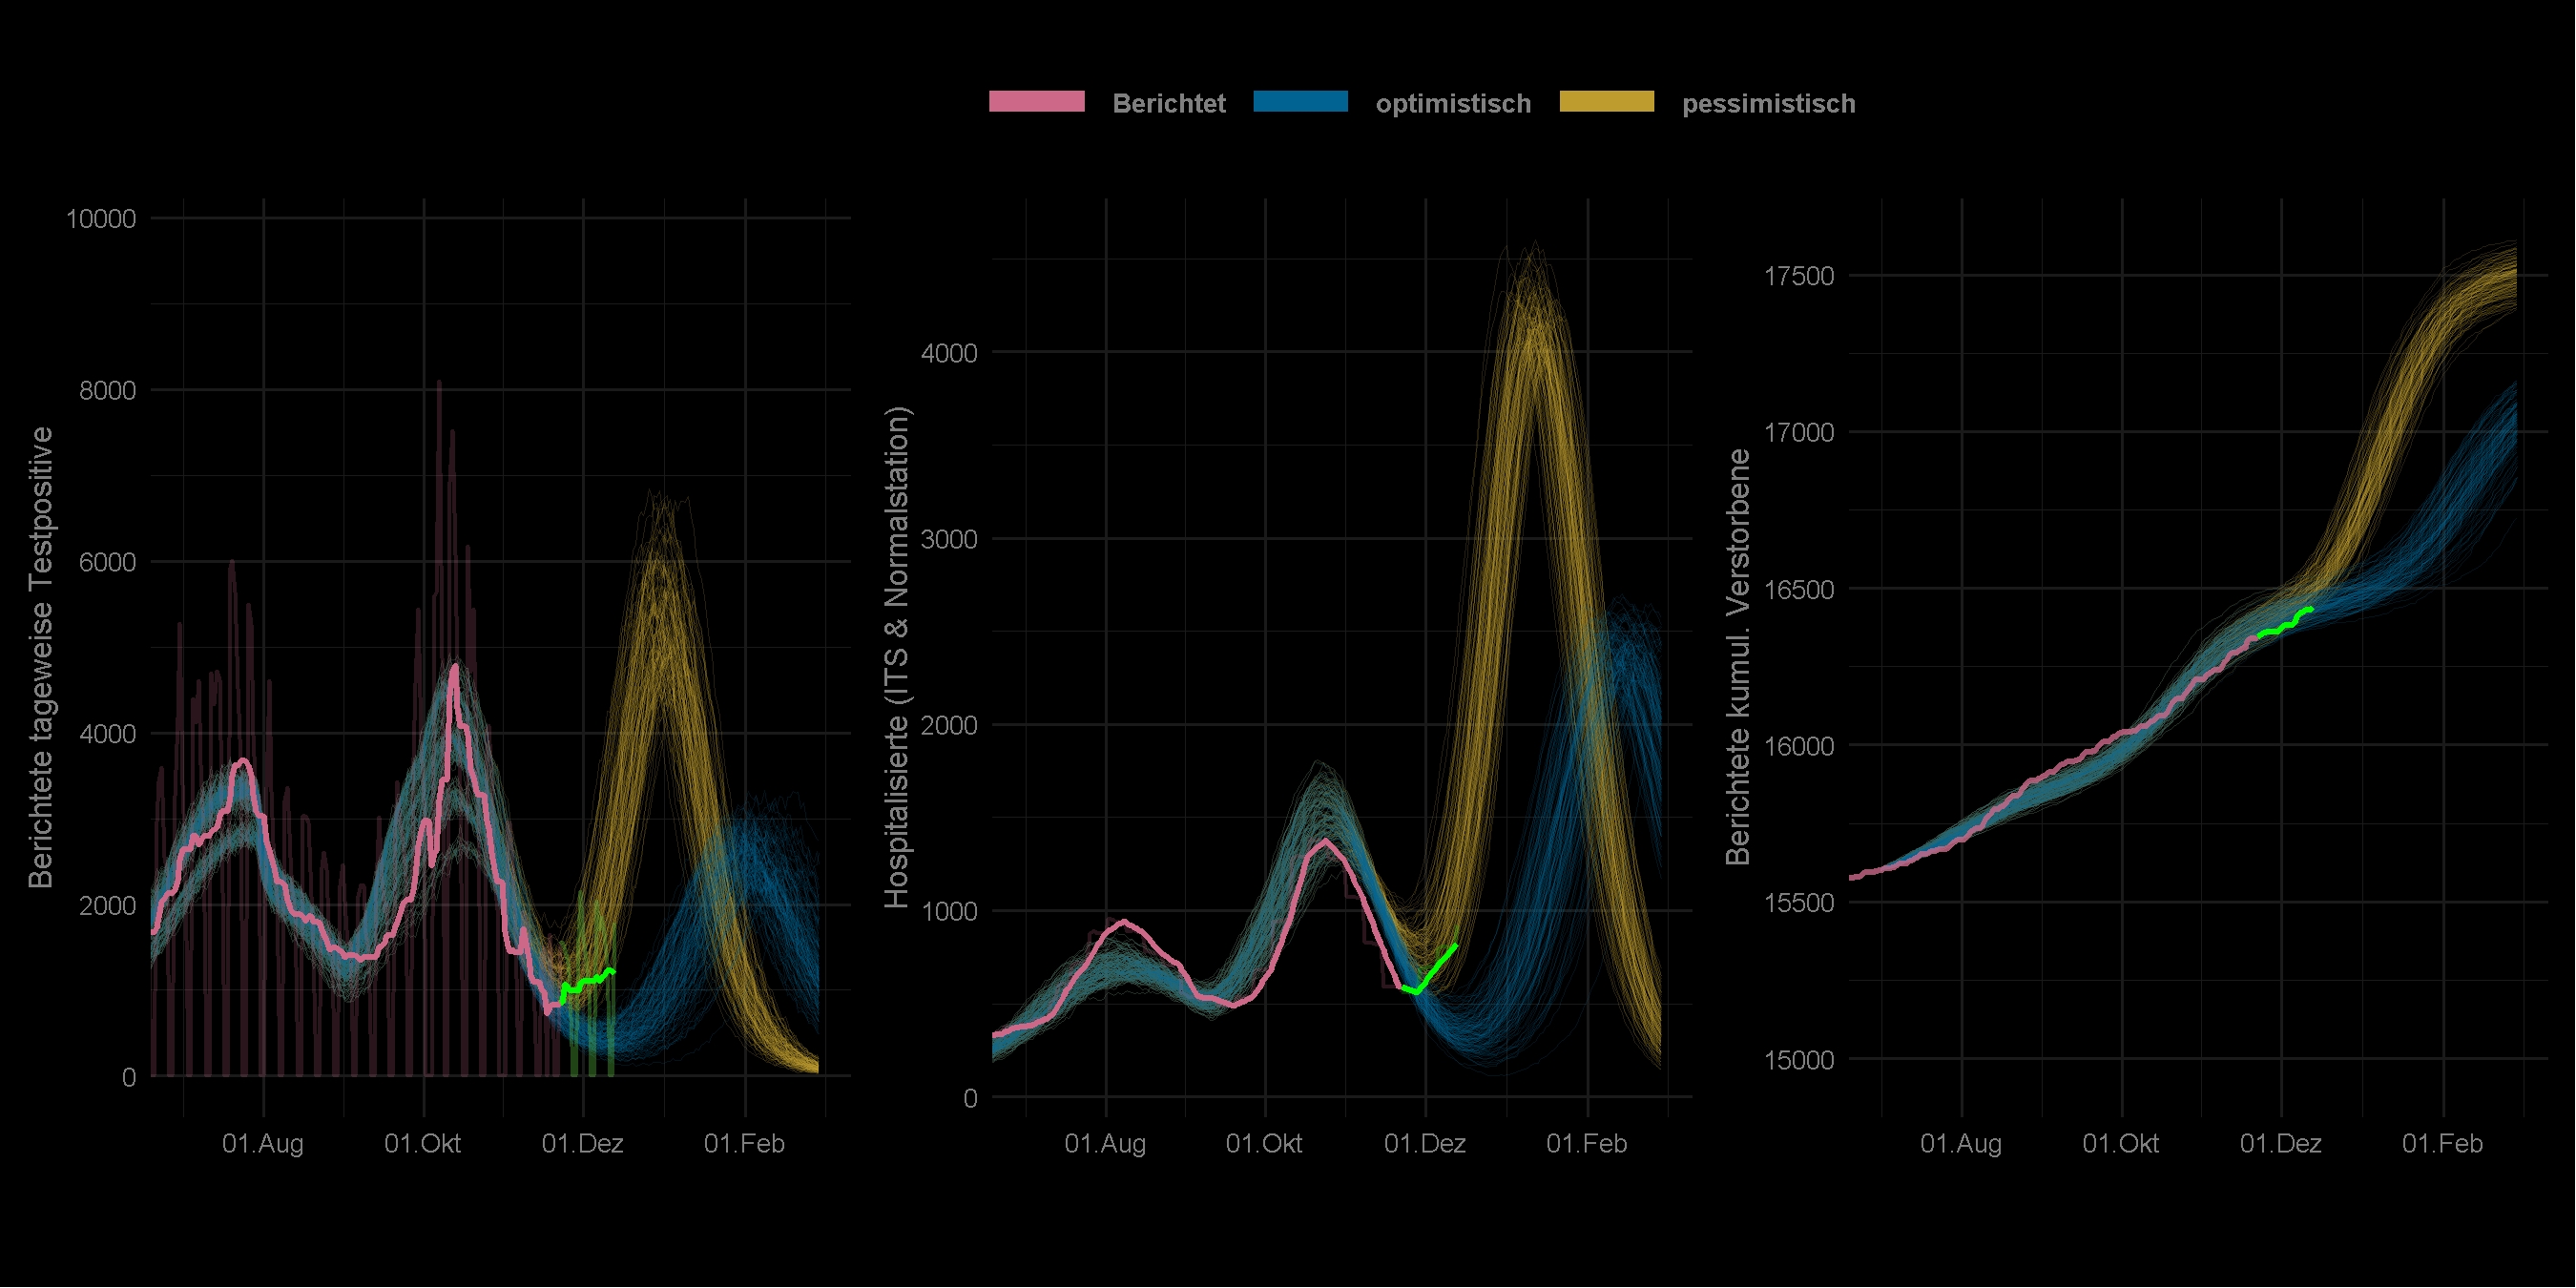 Berichtet optimistisch pessimistisch
Berichtete tageweise Testpositive
10000
8000
6000
4000
2000
0
01.Aug 01.Okt 01.Dez 01.Feb
Hospitalisierte (ITS & Normalstation)
4000
3000
2000
1000
0
01.Aug 01.Okt 01.Dez 01.Feb
Berichtete kumul. Verstorbene
17500
17000
16500
16000
15500
15000
01.Aug 01.Okt 01.Dez 01.Feb